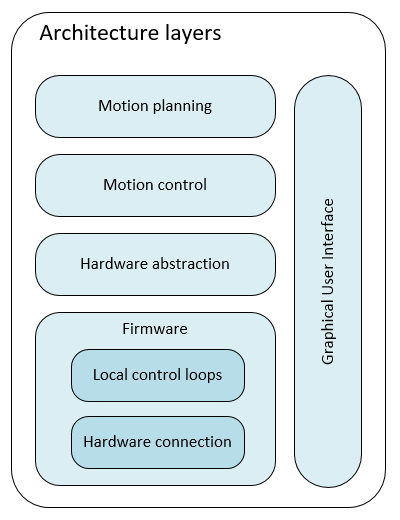 Architecture layers
Motion planning
Motion control
Hardware abstraction
Firmware
Local control loops
Hardware connection
Graphical User Interface